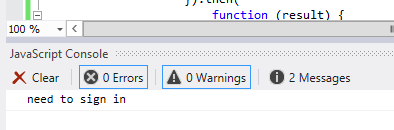 }).then(
function (result) {
100 %
JavaScript Console
Clear 0 Errors 0 Warnings 2 Messages
need to sign in